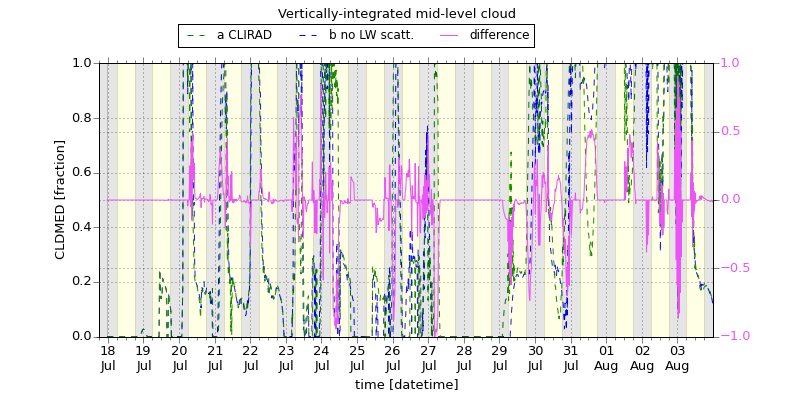 Vertically-integrated mid-level cloud
a CLIRAD b no LW scatt. difference
1.0 1.0
0.8
0.5
0.6
0.0
0.4
−0.5
0.2
0.0 −1.0
CLDMED [fraction]
18 19 20 21 22 23 24 25 26 27 28 29 30 31 01 02 03
Jul Jul Jul Jul Jul Jul Jul Jul Jul Jul Jul Jul Jul Jul Aug Aug Aug
time [datetime]